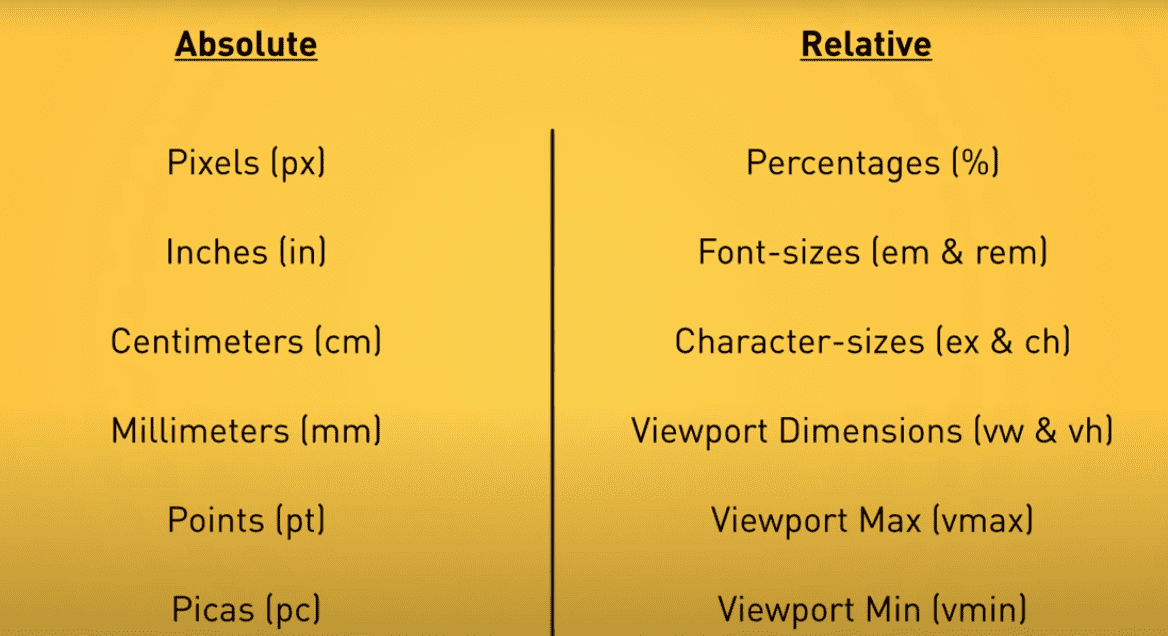 Absolute
Relative
Pixels (px)
Percentages (%)
Inches (in)
Font-sizes (em & rem)
Centimeters (cm)
Character-sizes (ex & ch)
Millimeters (mm)
Viewport Dimensions (vw & vh)
Points (pt)
Viewport Max (vmax)
Picas (pc)
Viewport Min (vmin)